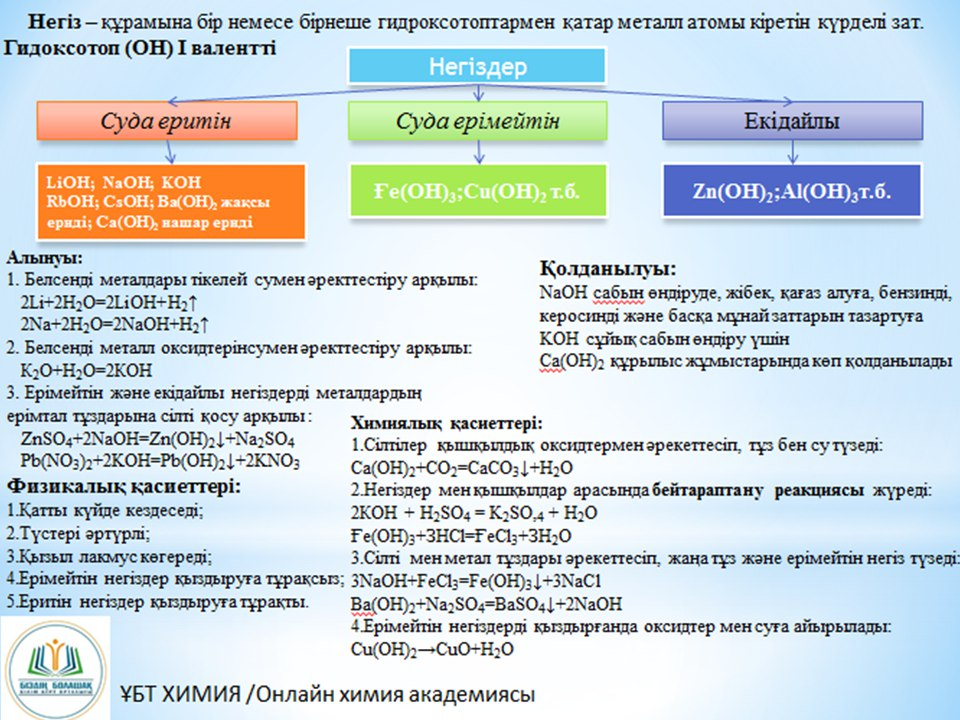 Негіз – құрамына бір немесе бірнеше гидроксотоптармен қатар металл атомы кіретін күрделі зат.
Гидоксотоп (ОН) I валентті
Негіздер
Суда еритін
Суда ерімейтін
Екідайлы
LiOH; NaOH; KOH
RbOH; CsOH; Ba(OH)₂ жақсы
ериді; Ca(OH)₂ нашар ериді
Ғe(OH)₃;Cu(OH)₂ т.б.
Zn(OH)₂;Al(OH)₃т.б.
Алынуы:
1. Белсенді металдары тікелей сумен әректтестіру арқылы:
2Li+2H₂O=2LiOH+H₂↑
2Na+2H₂O=2NaOH+H₂↑
2. Белсенді металл оксидтерінсумен әректтестіру арқылы:
K₂O+H₂O=2KOH
3. Ерімейтін және екідайлы негіздерді металдардың
ерімтал тұздарына сілті қосу арқылы:
ZnSO₄+2NaOH=Zn(OH)₂↓+Na₂SO₄
Pb(NO₃)₂+2KOH=Pb(OH)₂↓+2KNO₃
Физикалық қасиеттері:
1.Қатты күйде кездеседі;
2.Түстері әртүрлі;
3.Қызыл лакмус көгереді;
4.Ерімейтін негіздер қыздыруға тұрақсыз;
5.Еритін негіздер қыздыруға тұрақты.
Қолданылуы:
NaOH сабын өндіруде, жібек, қағаз алуға, бензинді,
керосинді және басқа мұнай заттарын тазартуға
KOH сұйық сабын өндіру үшін
Ca(OH)₂ құрылыс жұмыстарында көп қолданылады
Химиялық қасиеттері:
1.Сілтілер қышқылдық оксидтермен әрекеттесіп, тұз бен су түзеді:
Ca(OH)₂+CO₂=CaCO₃↓+H₂O
2.Негіздер мен қышқылдар арасында бейтараптану реакциясы жүреді:
2KOH + H₂SO₄ = K₂SO,₄ + H₂O
Ғe(OH)₃+3HCl=ҒeCl₃+3H₂O
3.Сілті мен метал тұздары әрекеттесіп, жаңа тұз және ерімейтін негіз түзеді:
3NaOH+FeCl₃=Fe(OH)₃↓+3NaCl
Ba(OH)₂+Na₂SO₄=BaSO₄↓+2NaOH
4.Ерімейтін негіздерді қыздырғанда оксидтер мен суға айырылады:
Cu(OH)₂→CuO+H₂O
БІЗДІҢ БОЛАШАҚ
БІЛІМ БЕРУ ОРТАЛЫҒЫ
ҰБТ ХИМИЯ /Онлайн химия академиясы